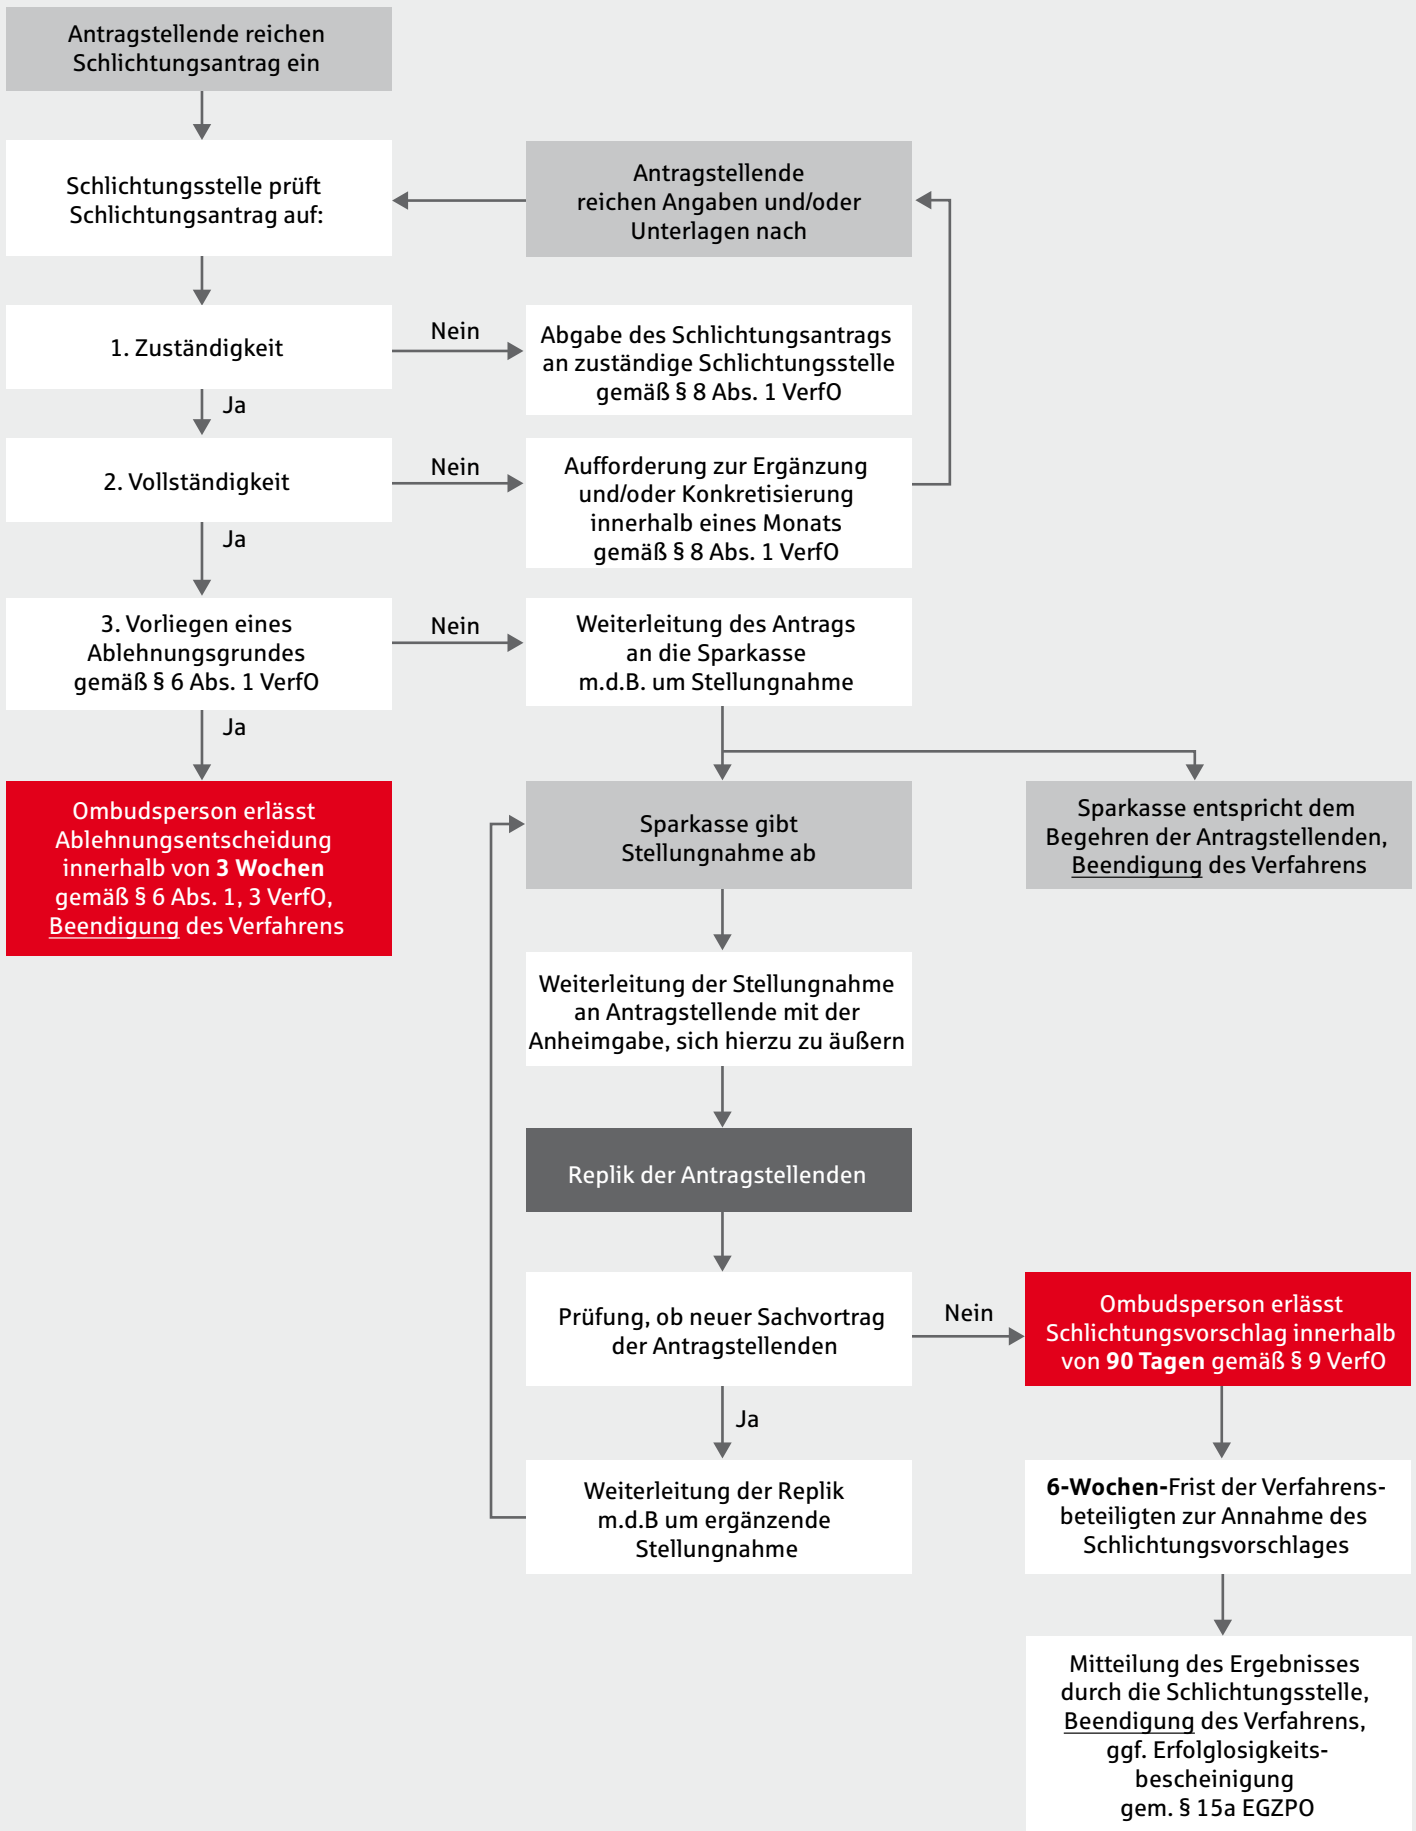 Antragstellende reichen
Schlichtungsantrag ein
Schlichtungsstelle prüft
Schlichtungsantrag auf:
Antragstellende
reichen Angaben und/oder
Unterlagen nach
1. Zuständigkeit
Nein
Abgabe des Schlichtungsantrags
an zuständige Schlichtungsstelle
gemäß § 8 Abs. 1 VerfO
Ja
2. Vollständigkeit
Nein
Aufforderung zur Ergänzung
und/oder Konkretisierung
innerhalb eines Monats
gemäß § 8 Abs. 1 VerfO
Ja
3. Vorliegen eines
Ablehnungsgrundes
gemäß § 6 Abs. 1 VerfO
Nein
Weiterleitung des Antrags
an die Sparkasse
m.d.B. um Stellungnahme
Ja
Ombudsperson erlässt
Ablehnungsentscheidung
innerhalb von 3 Wochen
gemäß § 6 Abs. 1, 3 VerfO,
Beendigung des Verfahrens
Sparkasse gibt
Stellungnahme ab
Sparkasse entspricht dem
Begehren der Antragstellenden,
Beendigung des Verfahrens
Weiterleitung der Stellungnahme
an Antragstellende mit der
Anheimgabe, sich hierzu zu äußern
Replik der Antragstellenden
Prüfung, ob neuer Sachvortrag
der Antragstellenden
Nein
Ombudsperson erlässt
Schlichtungsvorschlag innerhalb
von 90 Tagen gemäß § 9 VerfO
Ja
Weiterleitung der Replik
m.d.B um ergänzende
Stellungnahme
6-Wochen-Frist der Verfahrens-
beteiligten zur Annahme des
Schlichtungsvorschlages
Mitteilung des Ergebnisses
durch die Schlichtungsstelle,
Beendigung des Verfahrens,
ggf. Erfolglosigkeits-
bescheinigung
gem. § 15a EGZPO